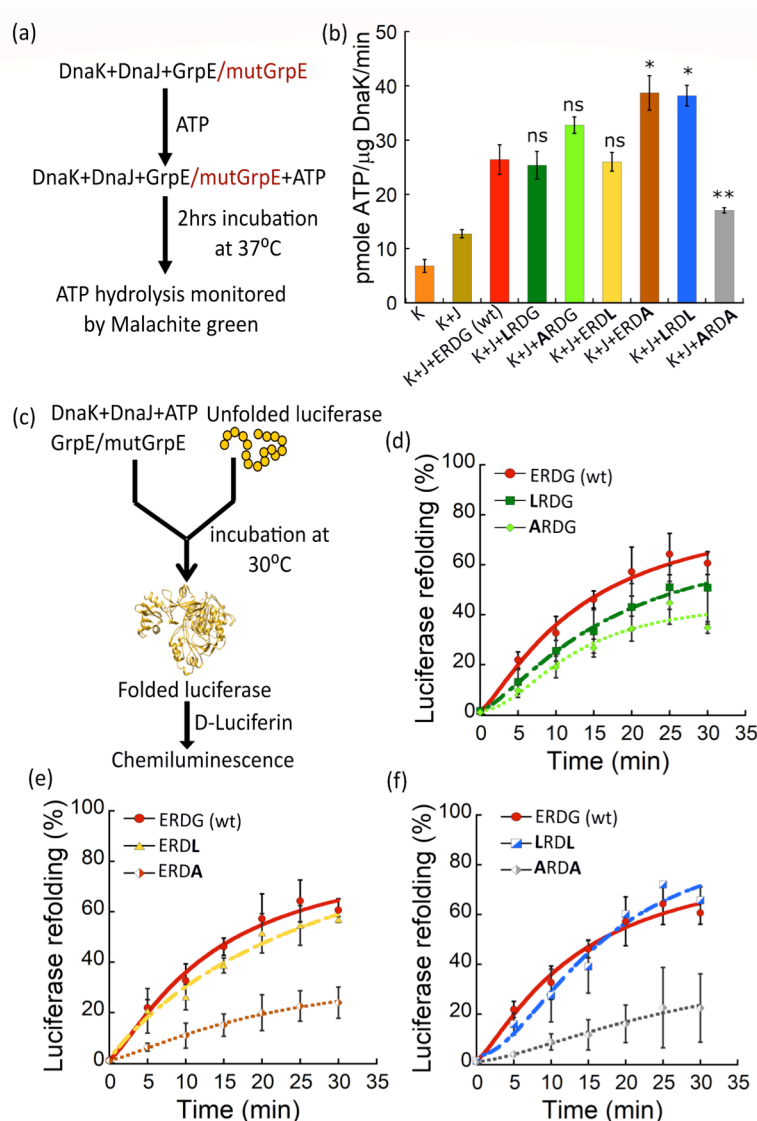 (a)
DnaK+DnaJ+GrpE/mutGrpE
ATP
DnaK+DnaJ+GrpE/mutGrpE+ATP
2hrs incubation
at 37⁰C
ATP hydrolysis monitored
by Malachite green
(b)
pmole ATP/µg DnaK/min
50
40
30
20
10
0
ns
ns
ns
*
*
**
K
K+J
K+J+ERDG (wt)
K+J+LRDG
K+J+ARDG
K+J+ERDL
K+J+ERDA
K+J+LRDL
K+J+ARDA
(c)
DnaK+DnaJ+ATP
GrpE/mutGrpE
Unfolded luciferase
incubation at
30⁰C
Folded luciferase
D-Luciferin
Chemiluminescence
(d)
Luciferase refolding (%)
100
80
60
40
20
0
ERDG (wt)
LRDG
ARDG
0 5 10 15 20 25 30 35
Time (min)
(e)
Luciferase refolding (%)
100
80
60
40
20
0
ERDG (wt)
ERDL
ERDA
0 5 10 15 20 25 30 35
Time (min)
(f)
Luciferase refolding (%)
100
80
60
40
20
0
ERDG (wt)
LRDL
ARDA
0 5 10 15 20 25 30 35
Time (min)